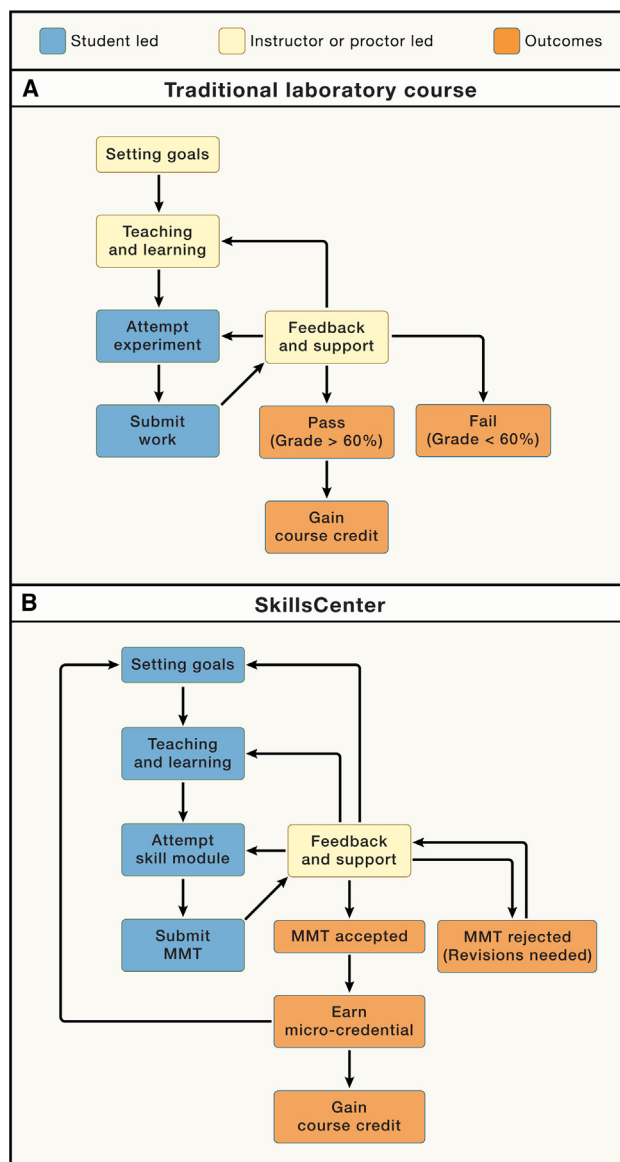 Student led
Instructor or proctor led
Outcomes
A
Traditional laboratory course
Setting goals
Teaching
and learning
Attempt
experiment
Feedback
and support
Submit
work
Pass
(Grade > 60%)
Fail
(Grade < 60%)
Gain
course credit
B
SkillsCenter
Setting goals
Teaching
and learning
Attempt
skill module
Feedback
and support
Submit
MMT
MMT accepted
MMT rejected
(Revisions needed)
Earn
micro-credential
Gain
course credit